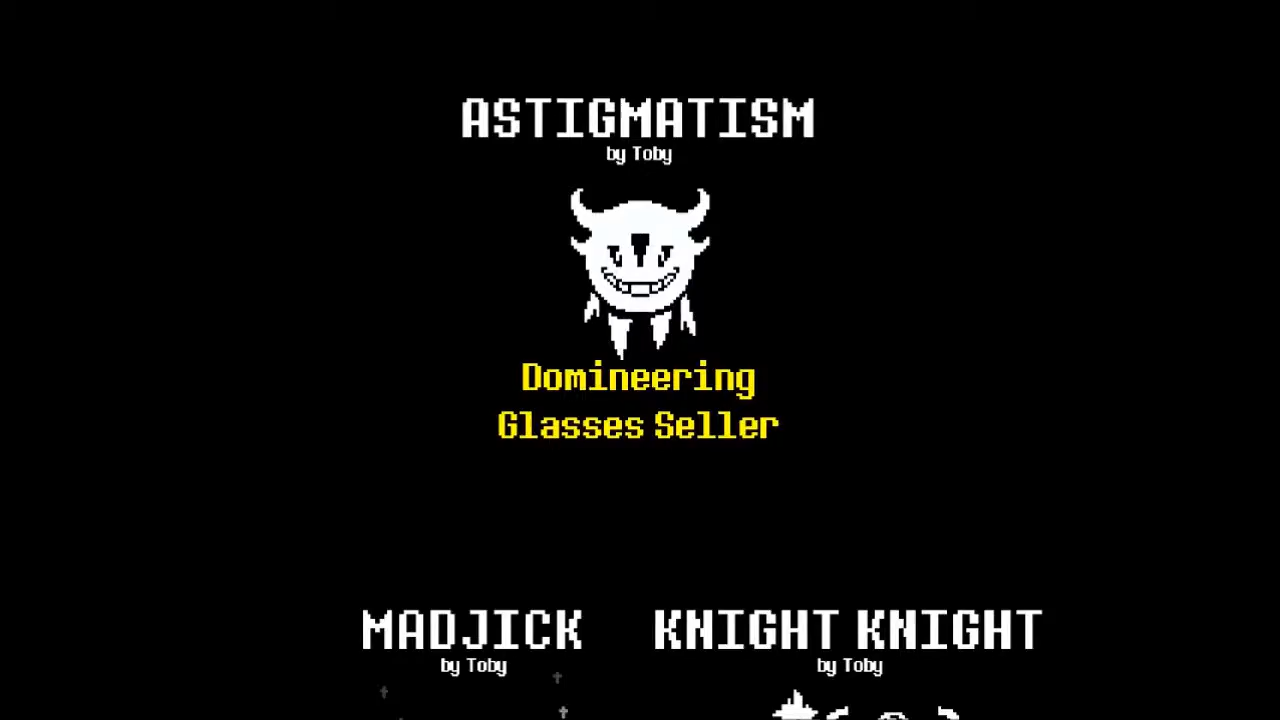 ASTIGMATISM
by Toby
Domineering
Glasses Seller
MADJICK
by Toby
KNIGHT KNIGHT
by Toby